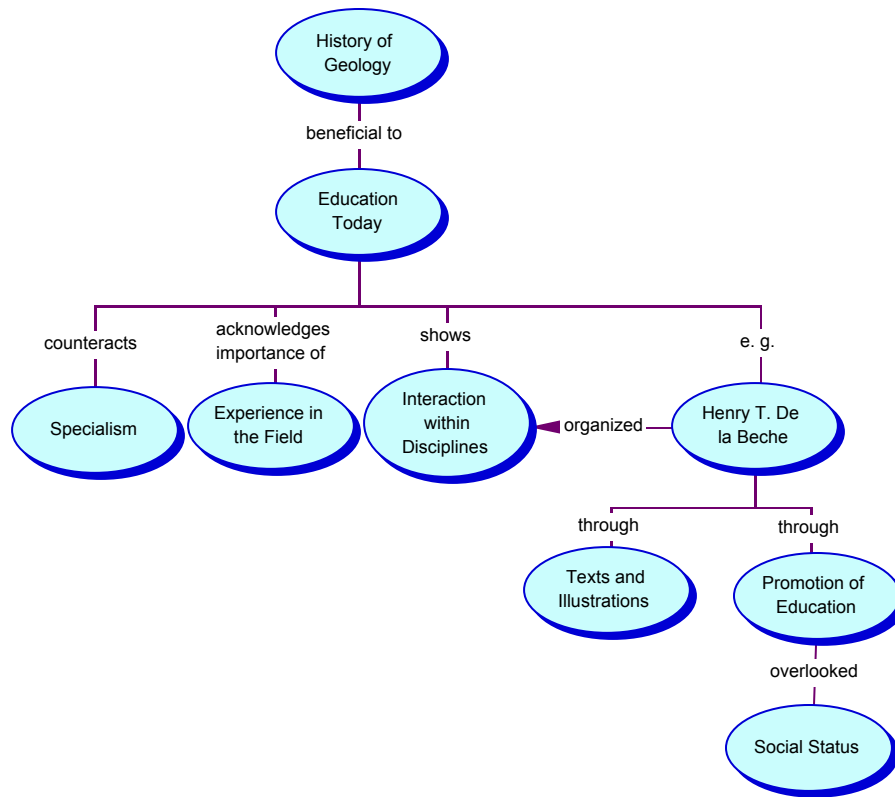 History of
Geology
beneficial to
Education
Today
counteracts
acknowledges
importance of
shows
e. g.
Specialism
Experience in
the Field
Interaction
within
Disciplines
organized
Henry T. De
la Beche
through
through
Texts and
Illustrations
Promotion of
Education
overlooked
Social Status